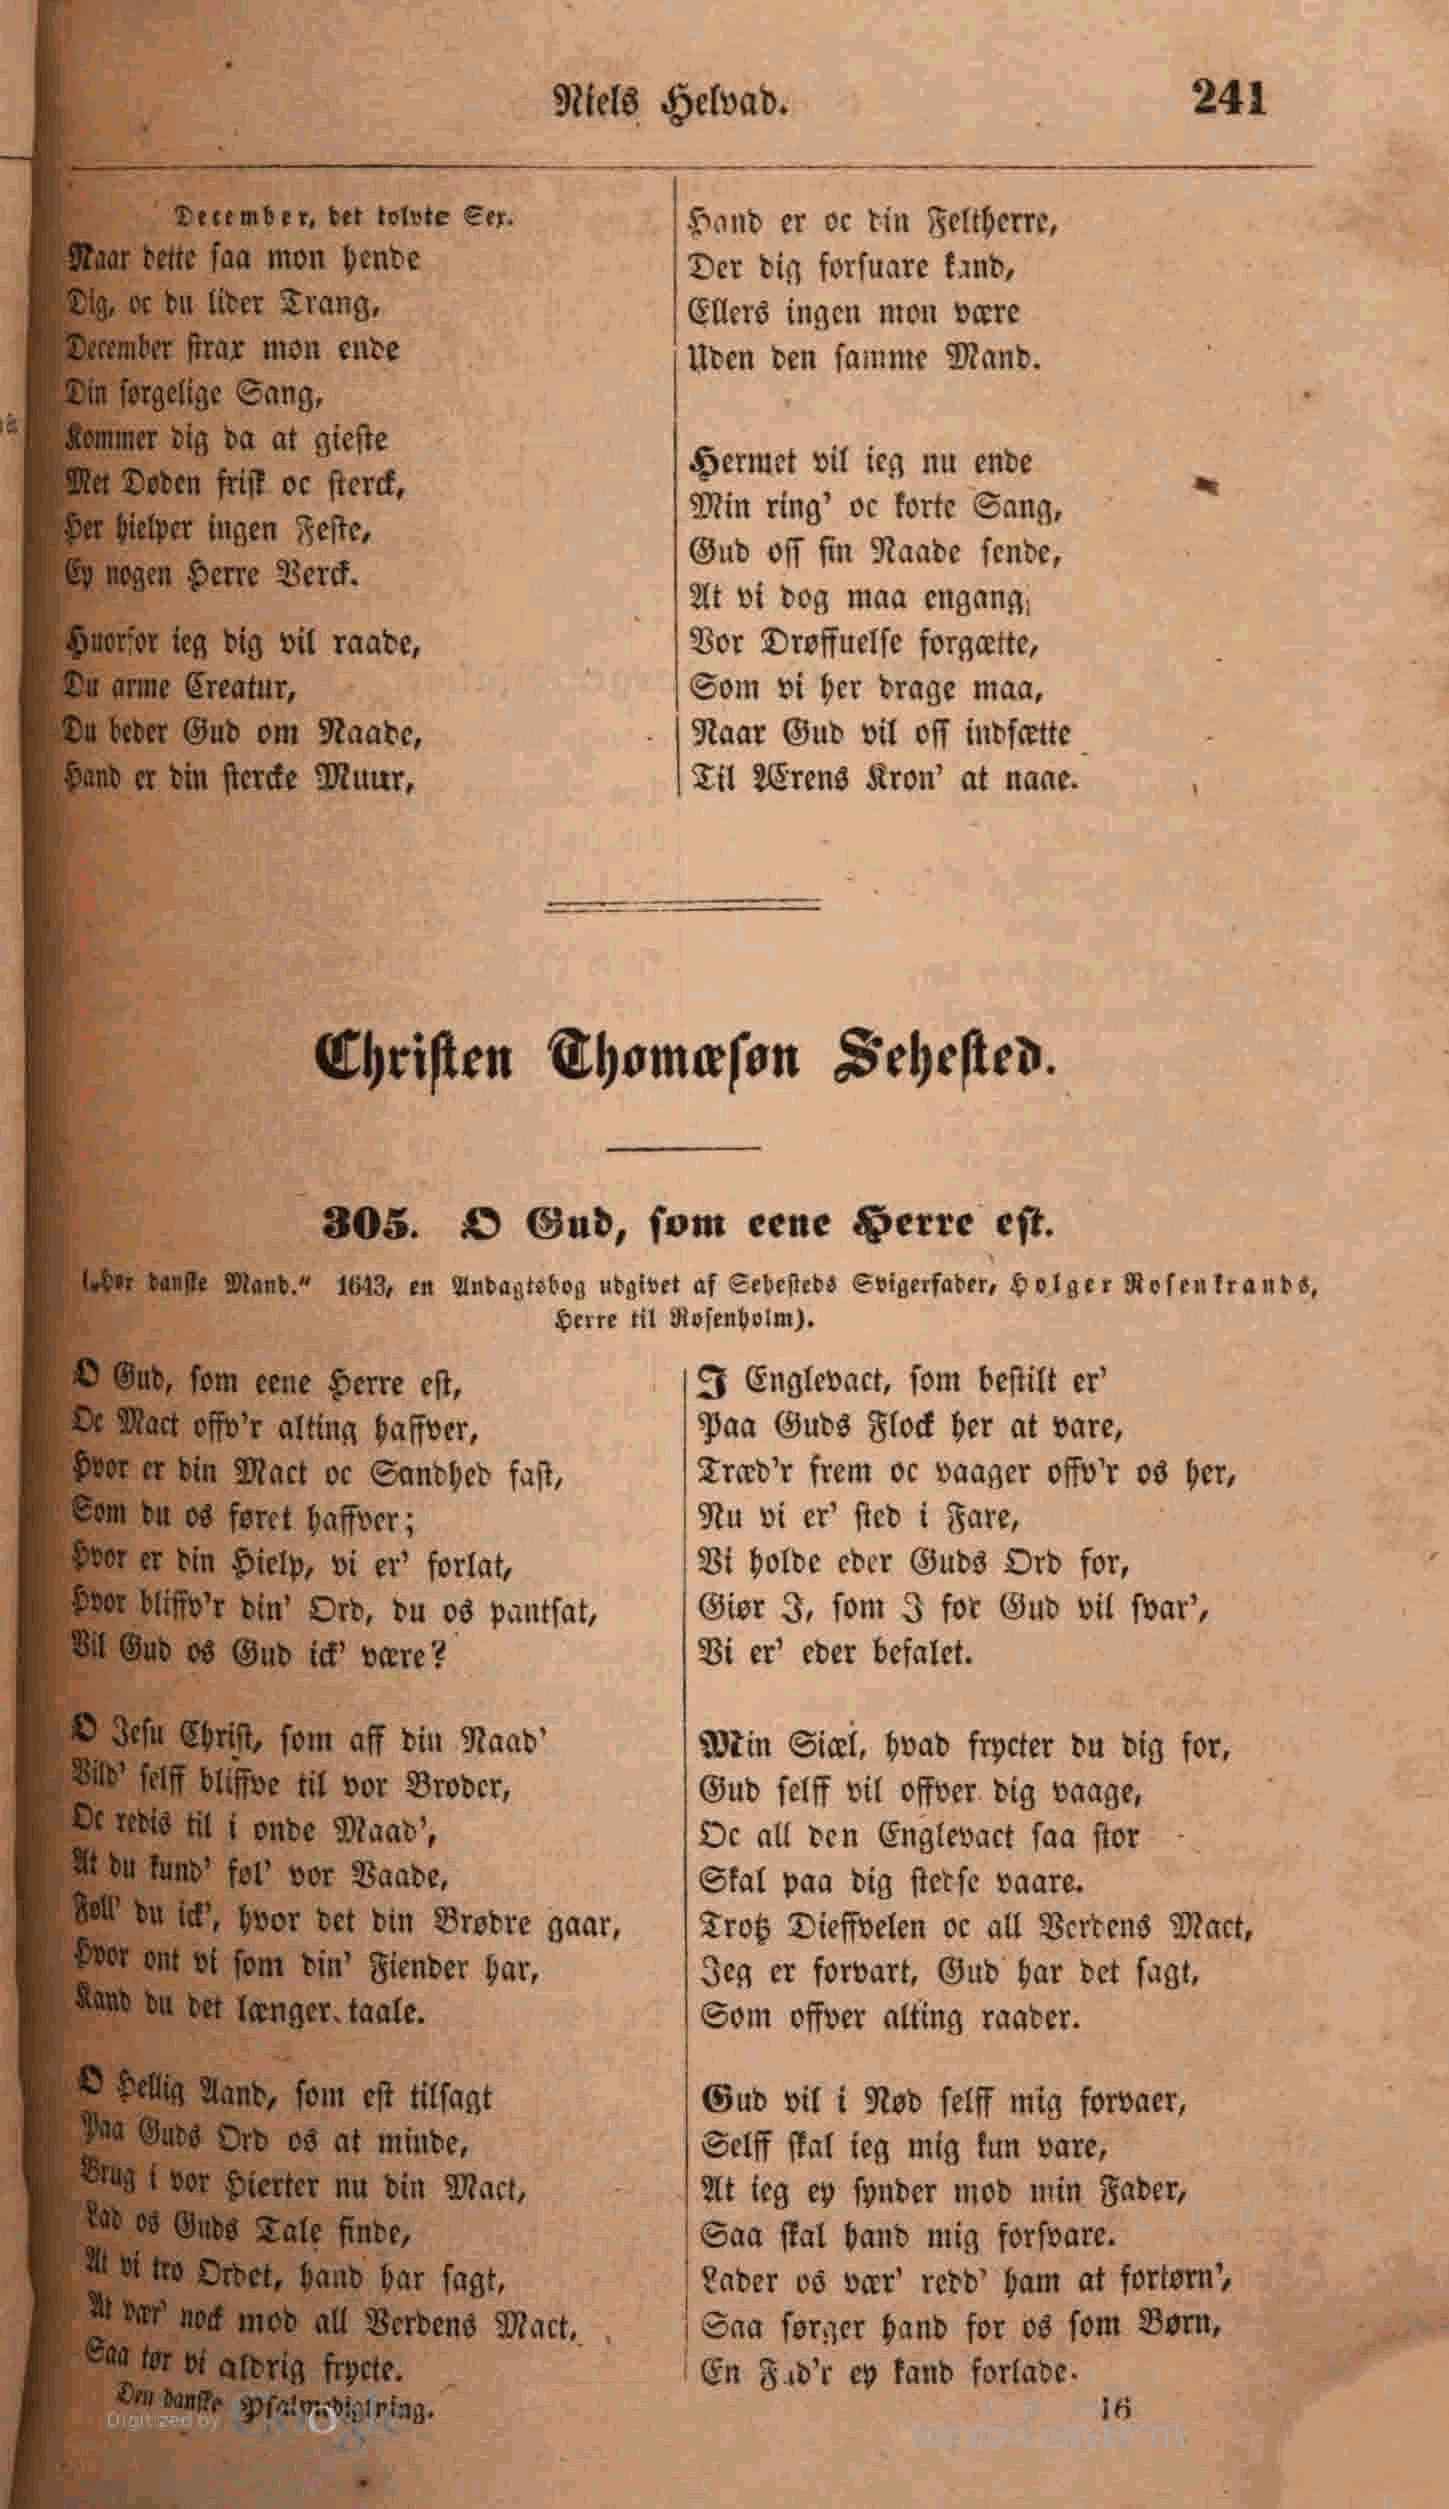 Niels Helvad.
241
December, det tolvte Sex.
Naar dette saa mon hende
Dig, oc du lider Trang,
December strax mon ende
Din sørgelige Sang,
Kommer dig da at gieste
Met Døden frisk oc sterck,
Her hielper ingen Feste,
Ey nogen Herre Verck.
Huorfor ieg dig vil raade,
Du arme Creatur,
Du beder Gud om Naade,
Hand er din stercke Muur,
Hand er oc din Feltherre,
Der dig forsuare kand,
Ellers ingen mon være
Uden den samme Mand.
Hermet vil ieg nu ende
Min ring' oc korte Sang,
Gud oss sin Naade sende,
At vi dog maa engang,
Vor Drøffuelse forgætte,
Som vi her drage maa,
Naar Gud vil oss indsætte
Til Ærens Kron' at naae.
Christen Thomæsøn Sehested.
305. O Gud, som eene Herre est.
(„Hør danske Mand.“ 1643, en Andagtsbog udgivet af Sehesteds Svigerfader, Holger Rosenkrands,
Herre til Rosenholm).
O Gud, som eene Herre est,
Oc Mact offv'r alting haffver,
Hvor er din Mact oc Sandhed fast,
Som du os føret haffver;
Hvor er din Hielp, vi er' forlat,
Hvor bliffv'r din' Ord, du os pantsat,
Vil Gud os Gud ick' være?
O Jesu Christ, som aff din Naad'
Vild' selff bliffve til vor Broder,
Oc redis til i onde Maad',
At du kund' føl' vor Vaade,
Føll' du ick', hvor det din Brødre gaar,
Hvor ont vi som din' Fiender har,
Kand du det længer taale.
O Hellig Aand, som est tilsagt
Paa Guds Ord os at minde,
Brug i vor Hierter nu din Mact,
Lad os Guds Tale finde,
At vi tro Ordet, hand har sagt,
At vær' nock mod all Verdens Mact,
Saa tør vi aldrig frycte.
I Englevact, som bestilt er'
Paa Guds Flock her at vare,
Træd'r frem oc vaager offv'r os her,
Nu vi er' sted i Fare,
Vi holde eder Guds Ord for,
Giør I, som I for Gud vil svar',
Vi er' eder befalet.
Min Siæl, hvad frycter du dig for,
Gud selff vil offver dig vaage,
Oc all den Englevact saa stor
Skal paa dig stedse vaare.
Trotz Dieffvelen oc all Verdens Mact,
Jeg er forvart, Gud har det sagt,
Som offver alting raader.
Gud vil i Nød selff mig forvaer,
Selff skal ieg mig kun vare,
At ieg ey synder mod min Fader,
Saa skal hand mig forsvare.
Lader os vær' redd' ham at fortørn',
Saa sørger hand for os som Børn,
En Fad'r ey kand forlade.
Den danske Psalmedigtning.
16
Digitized by Google